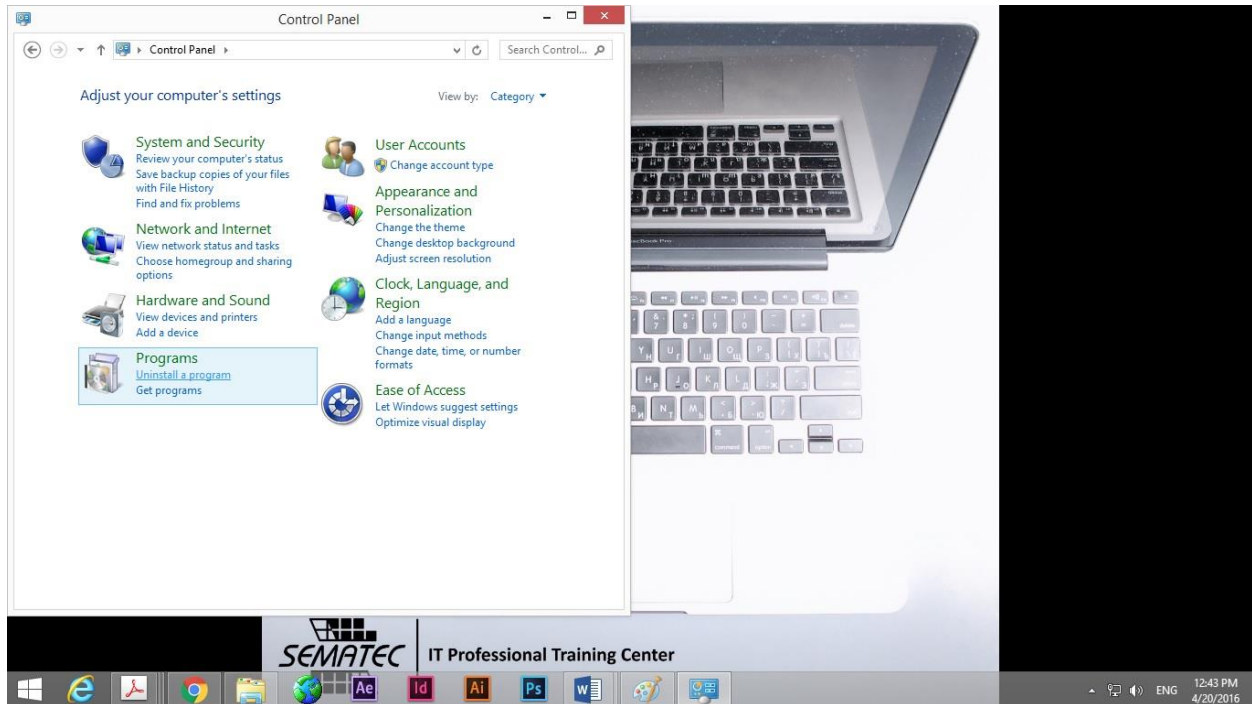 Control Panel
Control Panel
Search Control...
Adjust your computer's settings
View by: Category
System and Security
Review your computer's status
Save backup copies of your files
with File History
Find and fix problems
Network and Internet
View network status and tasks
Choose homegroup and sharing
options
Hardware and Sound
View devices and printers
Add a device
Programs
Uninstall a program
Get programs
User Accounts
Change account type
Appearance and
Personalization
Change the theme
Change desktop background
Adjust screen resolution
Clock, Language, and
Region
Add a language
Change input methods
Change date, time, or number
formats
Ease of Access
Let Windows suggest settings
Optimize visual display
SEMATEC
IT Professional Training Center
Ae
Id
Ai
Ps
ENG
12:43 PM
4/20/2016